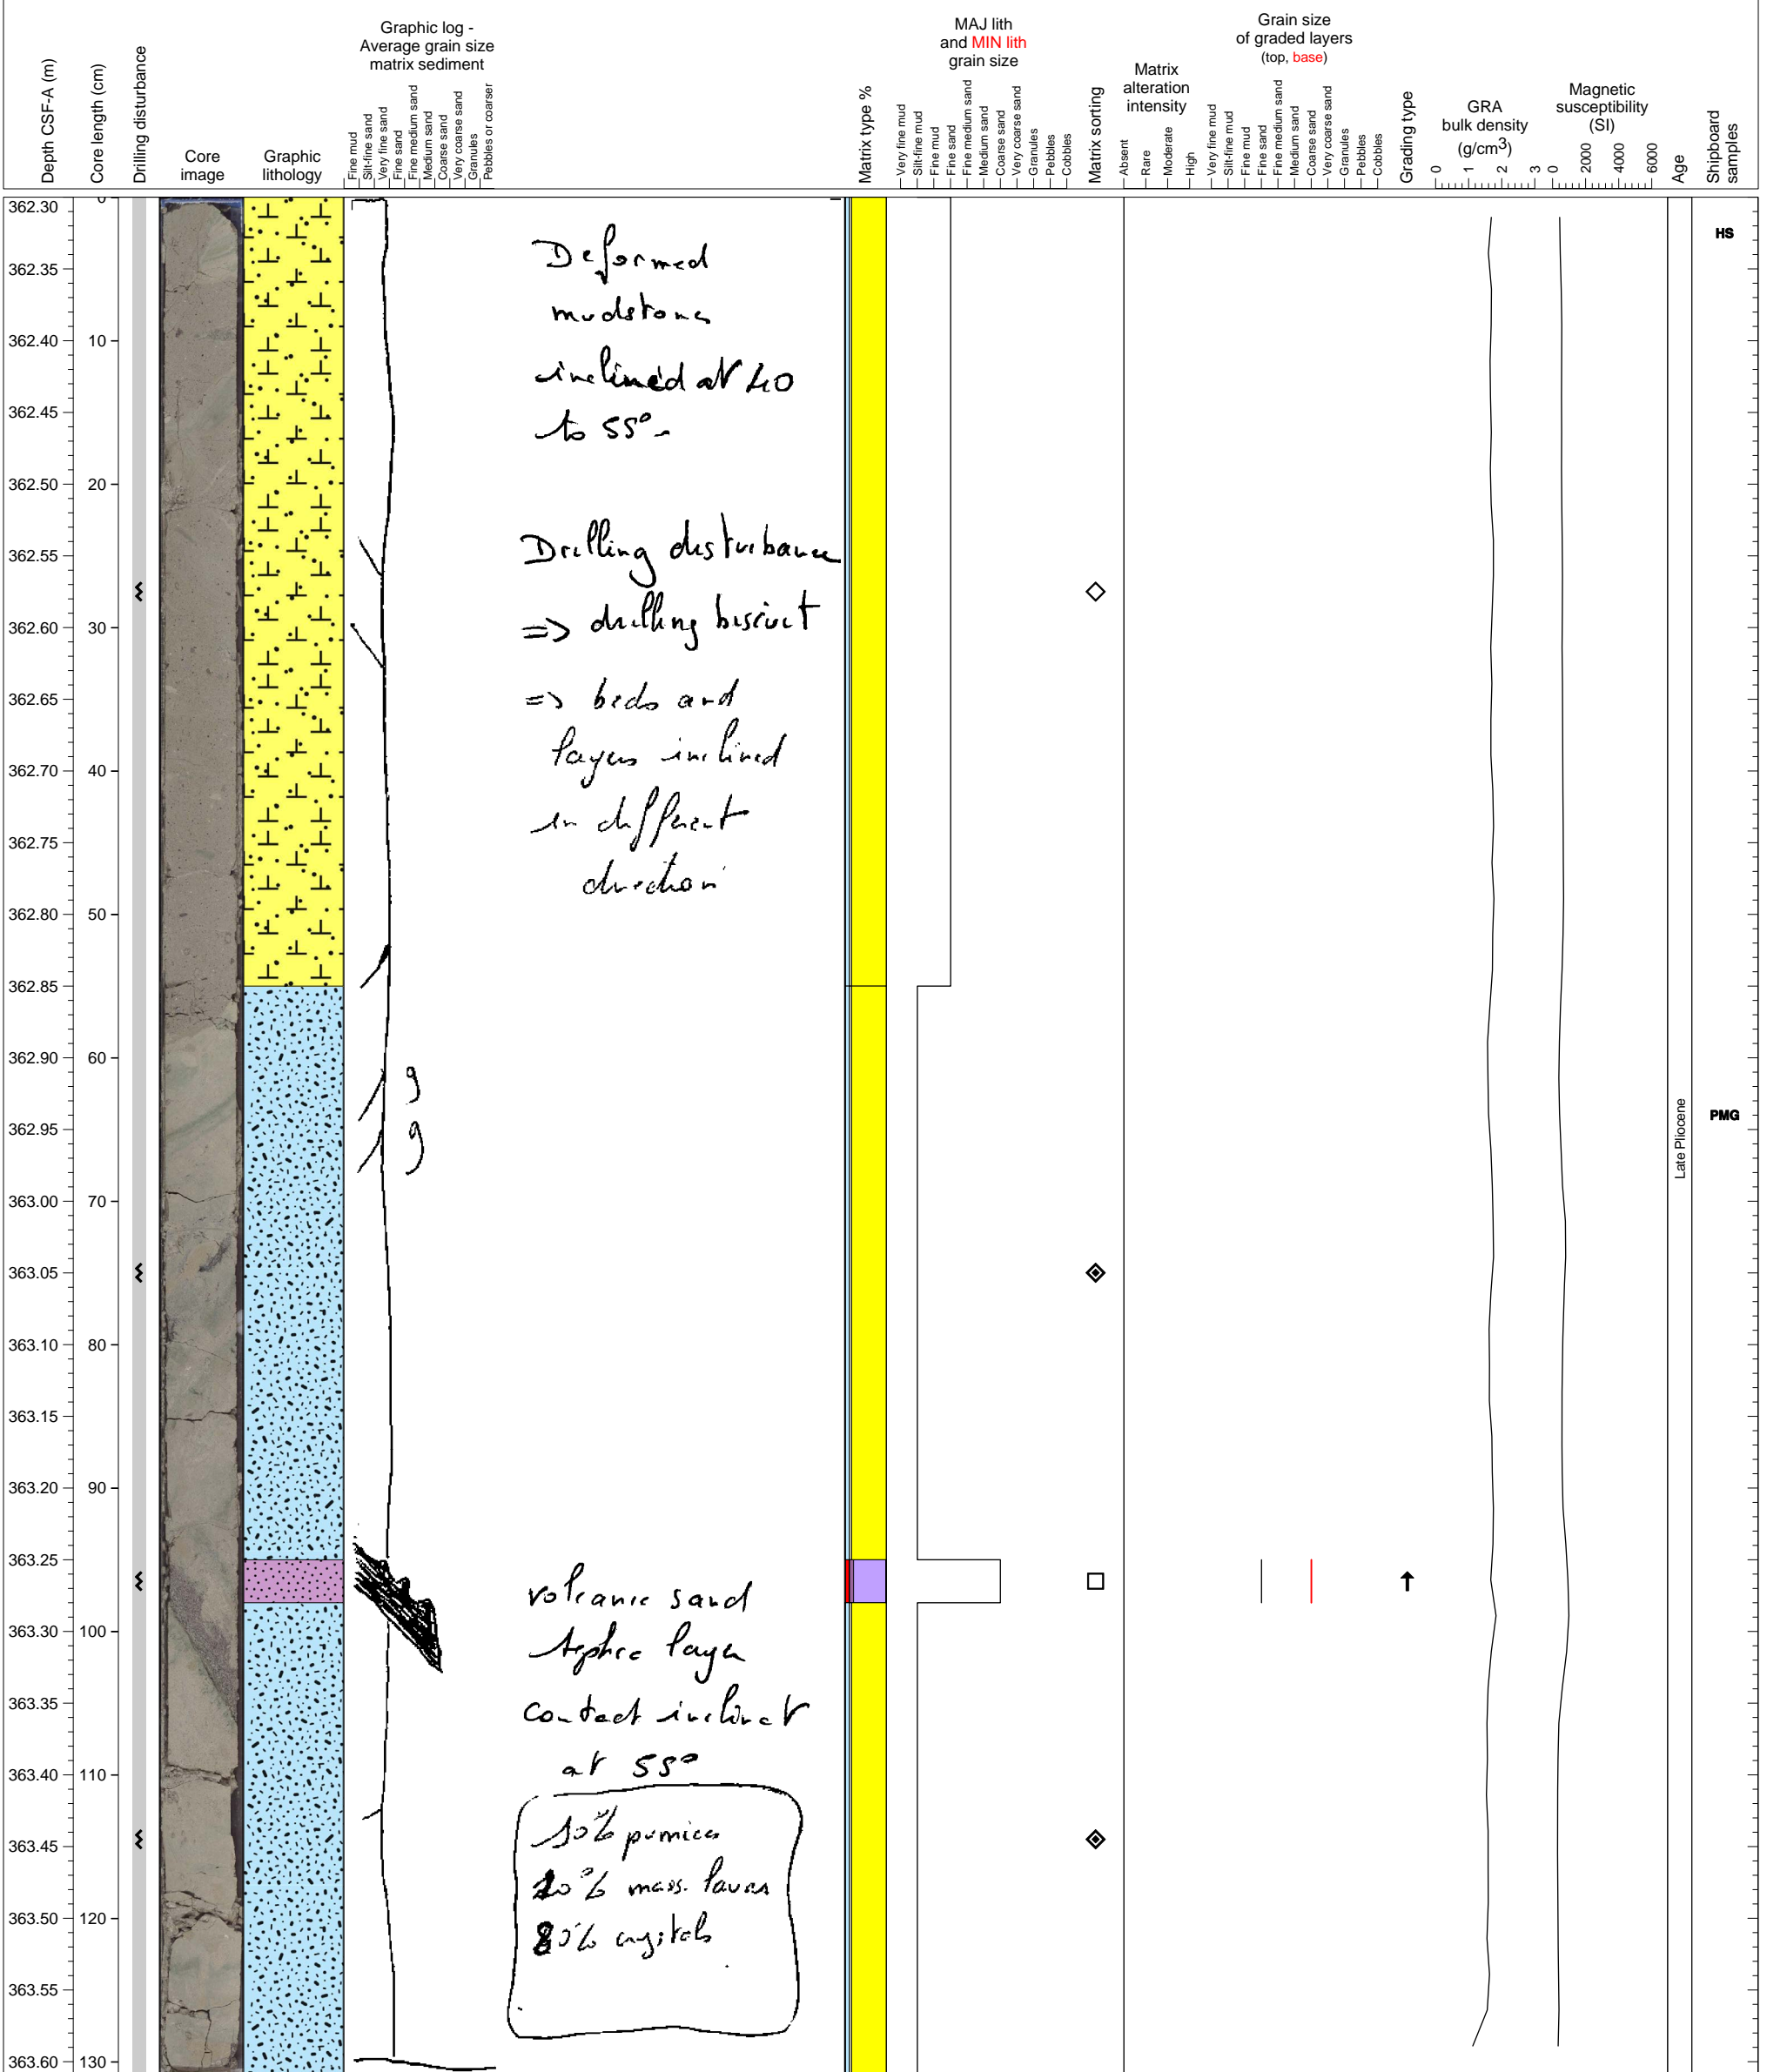 Depth CSF-A (m)
Core length (cm)
Drilling disturbance
Core
image
Graphic
lithology
Graphic log -
Average grain size
matrix sediment
Fine mud
Silt-fine sand
Very fine sand
Fine sand
Fine medium sand
Medium sand
Coarse sand
Very coarse sand
Granules
Pebbles or coarser
Matrix type %
MAJ lith
and MIN lith
grain size
Very fine mud
Silt-fine mud
Fine mud
Fine sand
Fine medium sand
Medium sand
Coarse sand
Very coarse sand
Granules
Pebbles
Cobbles
Matrix sorting
Matrix
alteration
intensity
Absent
Rare
Moderate
High
Grain size
of graded layers
(top, base)
Very fine mud
Silt-fine mud
Fine mud
Fine sand
Fine medium sand
Medium sand
Coarse sand
Very coarse sand
Granules
Pebbles
Cobbles
Grading type
GRA
bulk density
(g/cm3)
0 1 2 3
Magnetic
susceptibility
(SI)
0 2000 4000 6000
Age
Shipboard
samples
362.30 0
362.35
362.40 10
362.45
362.50 20
362.55
362.60 30
362.65
362.70 40
362.75
362.80 50
362.85
362.90 60
362.95
363.00 70
363.05
363.10 80
363.15
363.20 90
363.25
363.30 100
363.35
363.40 110
363.45
363.50 120
363.55
363.60 130
Deformed
mudstones
inclined at 40
to 55°
Drilling disturbance
=> drilling biscuit
=> beds and
layers inclined
in different
direction
g
g
volcanic sand
tephra layer
contact inclinat
at 55°
10% pumices
10% mass. lavas
80% crystals
Late Pliocene
HS
PMG